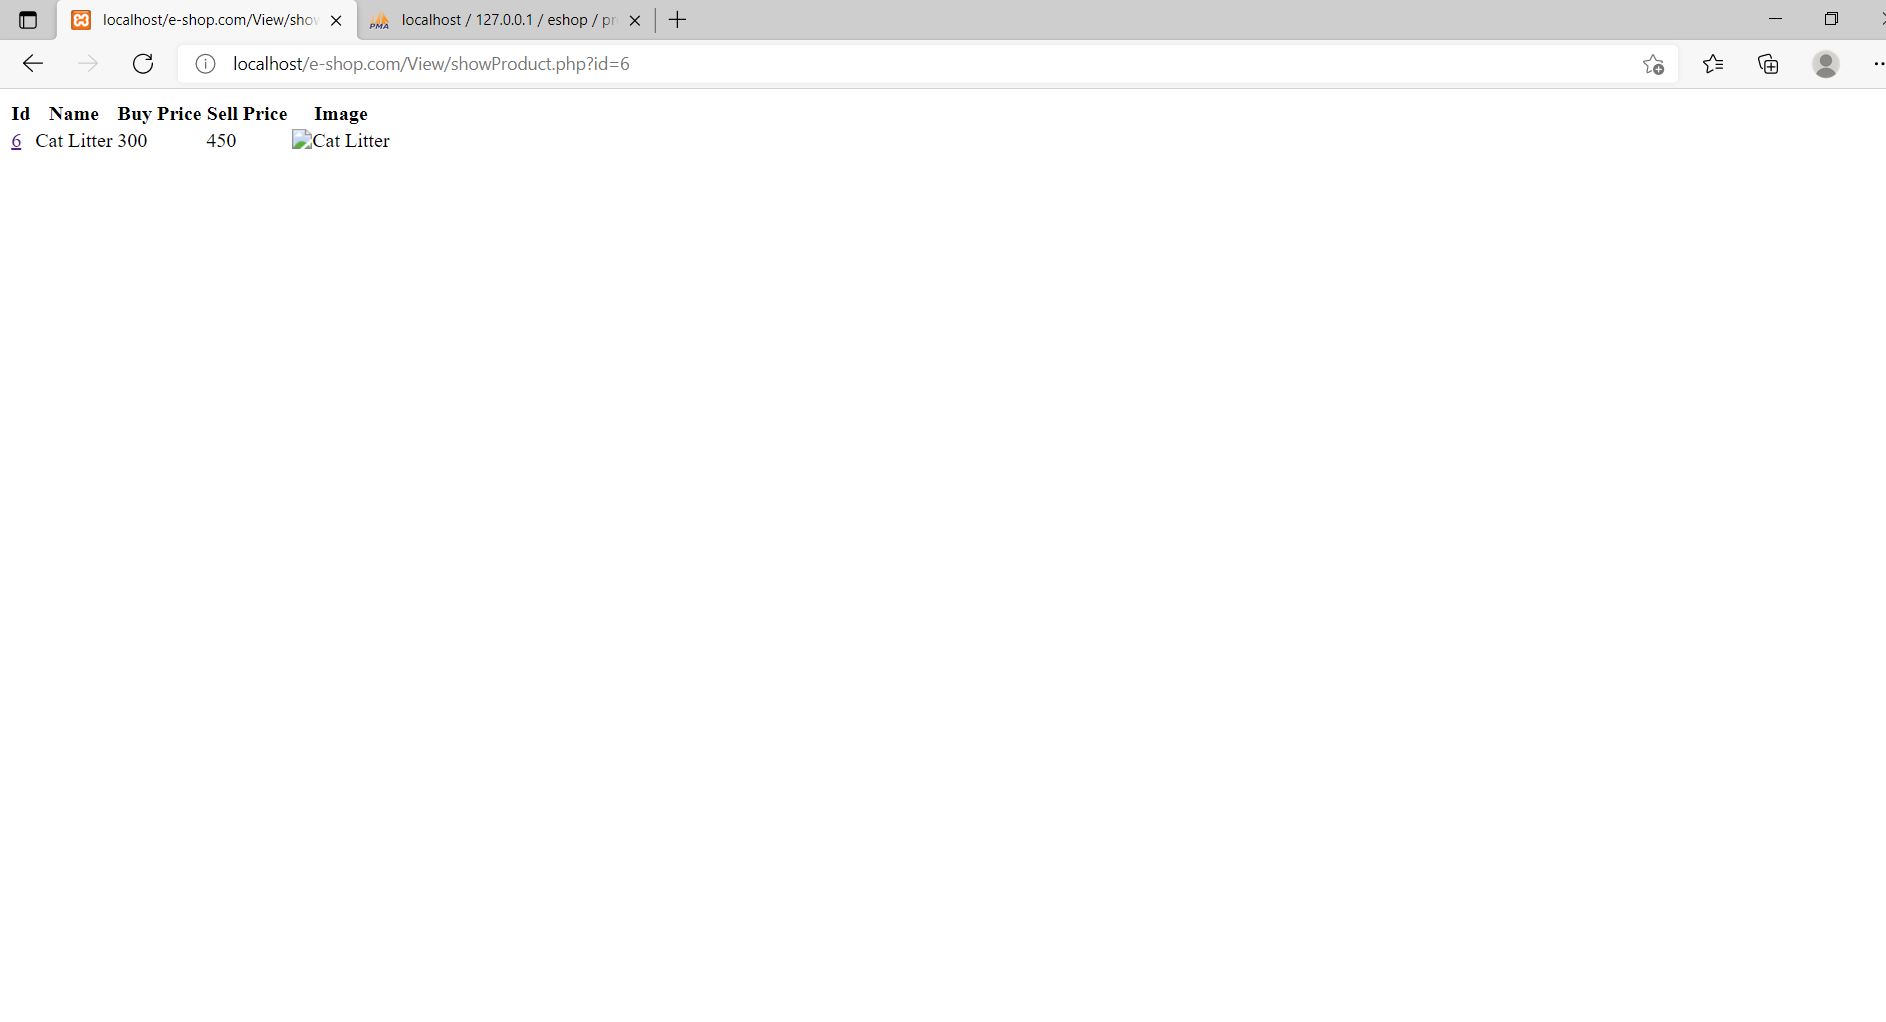 localhost/e-shop.com/View/show
PMA localhost / 127.0.0.1 / eshop / pr
localhost/e-shop.com/View/showProduct.php?id=6
Id Name Buy Price Sell Price Image
6 Cat Litter 300 450 Cat Litter